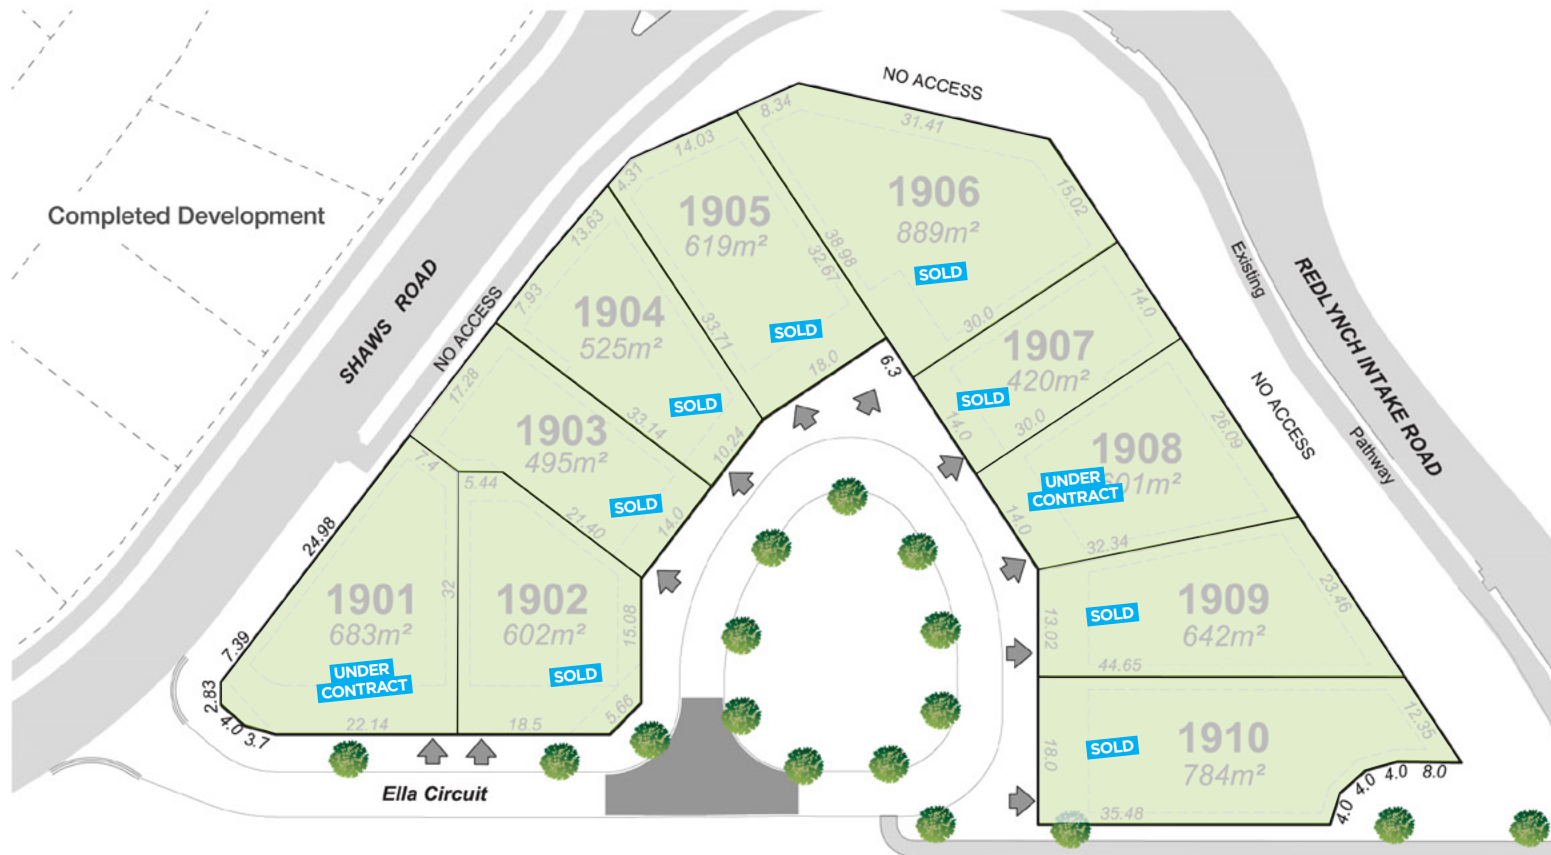 NO ACCESS
8.34
31.41
14.03
4.31
15.02
1906
889m²
1905
619m²
Completed Development
13.63
38.98
32.67
SOLD
Existing
SHAWS ROAD
REDLYNCH INTAKE ROAD
NO ACCESS
7.93
1904
525m²
33.71
SOLD
30.0
14.0
1907
420m²
18.0
6.3
17.28
SOLD
SOLD
NO ACCESS
33.14
10.24
14.0
30.0
26.09
1903
495m²
1908
601m²
Pathway
7.4
5.44
UNDER
CONTRACT
SOLD
21.40
14.0
14.0
24.98
32.34
32
1901
683m²
1902
602m²
15.08
13.02
SOLD
1909
642m²
23.46
7.39
UNDER
CONTRACT
SOLD
44.65
2.83
4.0
3.7
22.14
18.5
5.66
18.0
SOLD
1910
784m²
12.35
4.0
4.0
4.0
8.0
35.48
Ella Circuit